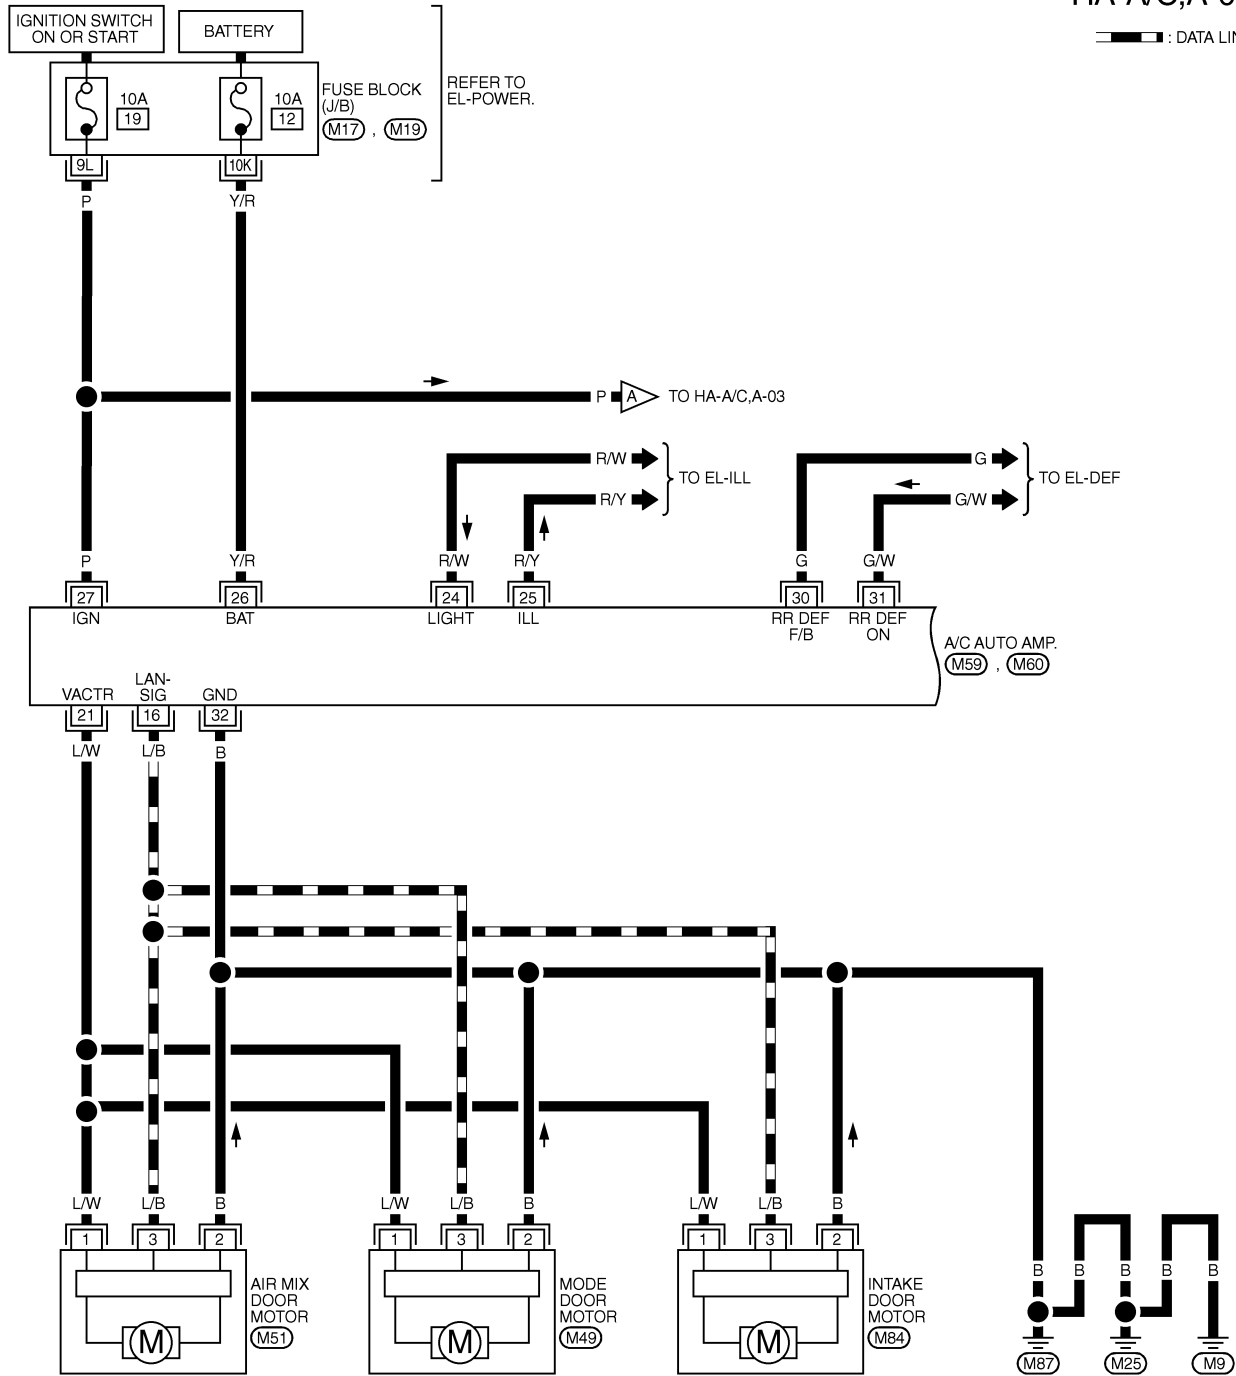 HA-A/C,A-0
: DATA LIN
IGNITION SWITCH
ON OR START
BATTERY
10A
19
10A
12
FUSE BLOCK
(J/B)
M17 , M19
REFER TO
EL-POWER.
9L
10K
P
Y/R
P
A
TO HA-A/C,A-03
R/W
R/Y
TO EL-ILL
G
G/W
TO EL-DEF
P
Y/R
R/W
R/Y
G
G/W
27
26
24
25
30
31
IGN
BAT
LIGHT
ILL
RR DEF
F/B
RR DEF
ON
A/C AUTO AMP.
M59 , M60
VACTR
LAN-
SIG
GND
21
16
32
L/W
L/B
B
L/W
L/B
B
L/W
L/B
B
L/W
L/B
B
1
3
2
1
3
2
1
3
2
AIR MIX
DOOR
MOTOR
M51
M
MODE
DOOR
MOTOR
M49
M
INTAKE
DOOR
MOTOR
M84
M
B
B
B
B
B
M87
M25
M9